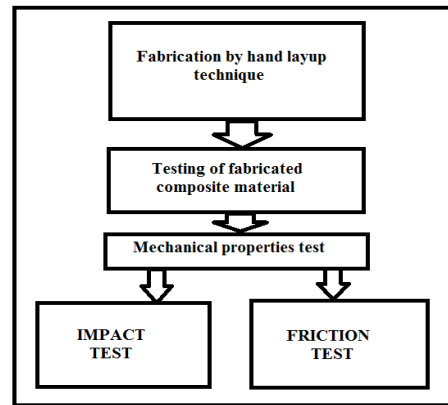 Fabrication by hand layup
technique
Testing of fabricated
composite material
Mechanical properties test
IMPACT
TEST
FRICTION
TEST